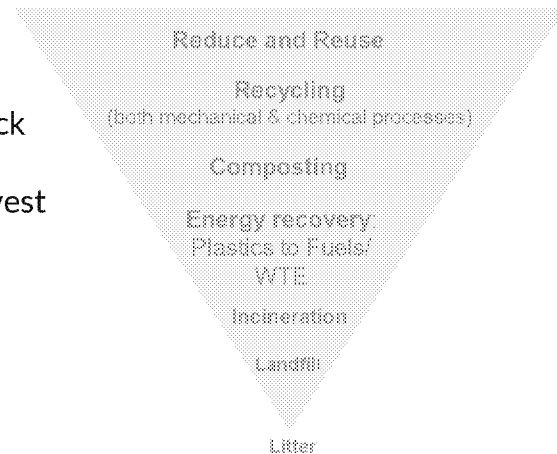 Reduce and Reuse
Recycling
(both mechanical & chemical processes)
ck
Composting
vest
Energy recovery:
Plastics to Fuels/
WTE
Incineration
Landfill
Litter